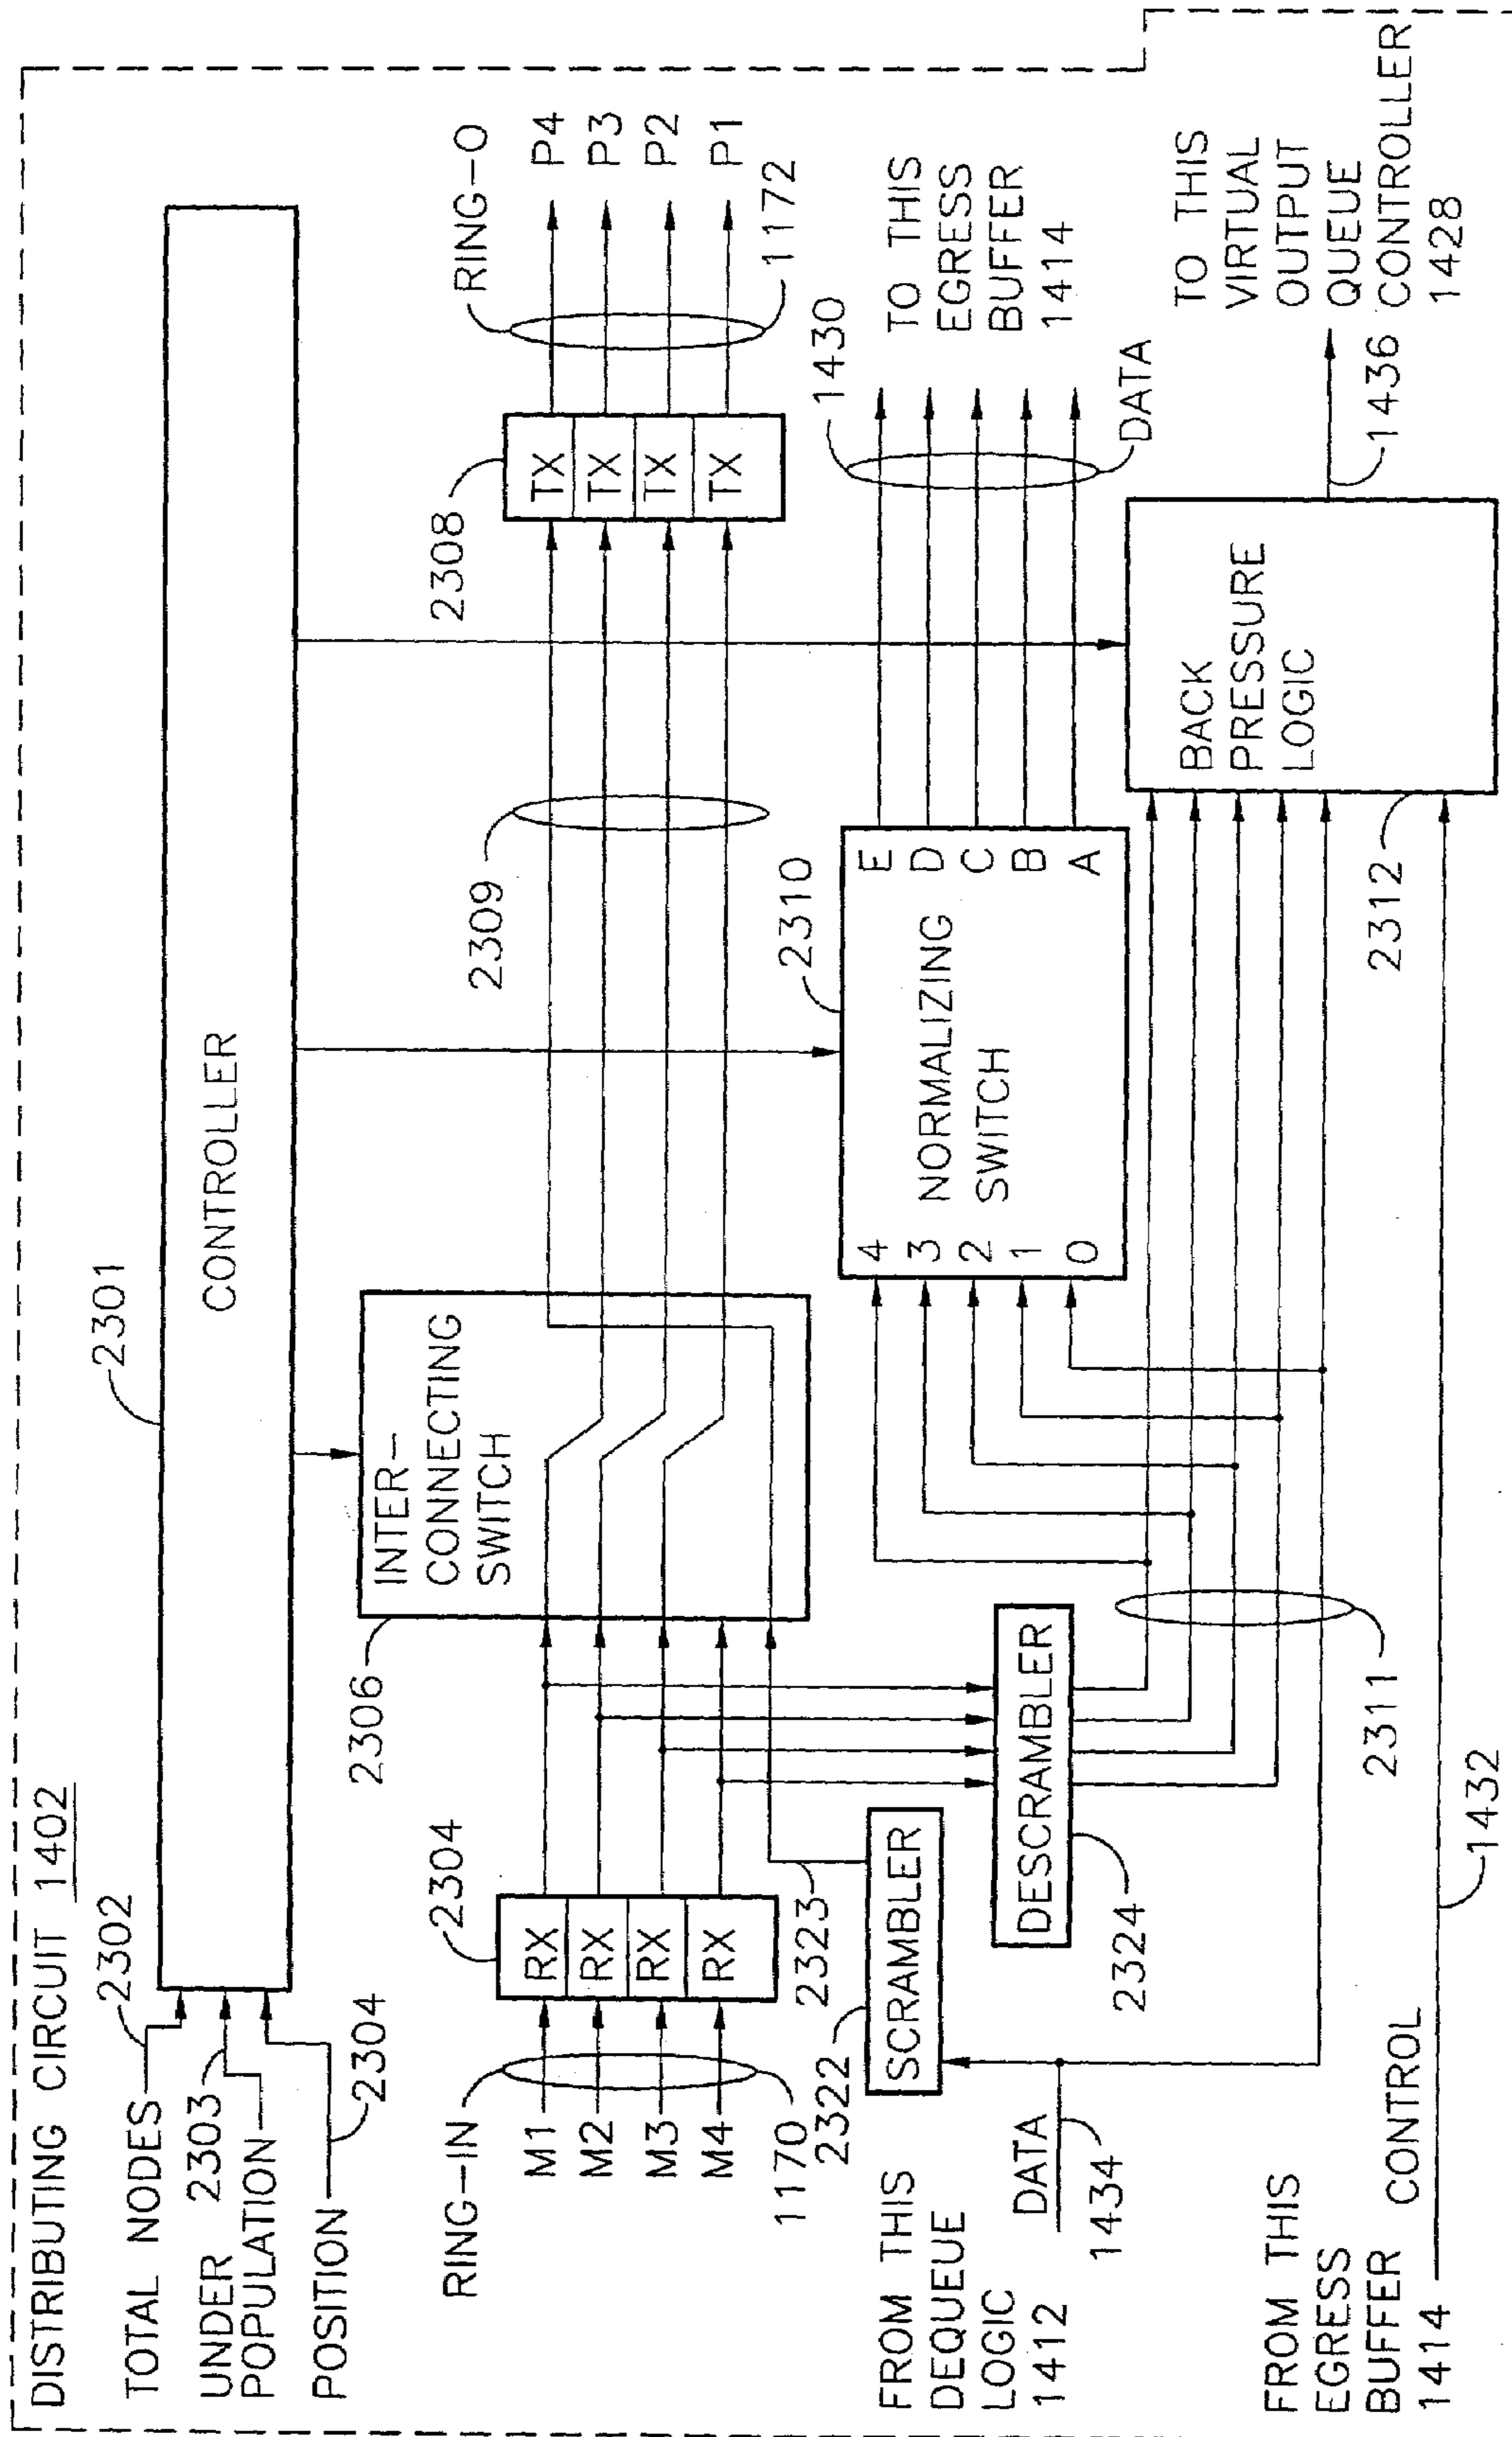 DISTRIBUTING CIRCUIT 1402
TOTAL NODES
2302
UNDER 2303
POPULATION
POSITION
2304
2301
CONTROLLER
RING-IN
M1
M2
M3
M4
1170
2304
RX
RX
RX
RX
2306
INTER-
CONNECTING
SWITCH
2309
2308
TX
TX
TX
TX
RING-O
P4
P3
P2
P1
1172
FROM THIS
DEQUEUE
LOGIC
1412
DATA
1434
2322
SCRAMBLER
2323
DESCRAMBLER
2324
2311
2310
4
3
2
1
0
NORMALIZING
SWITCH
E
D
C
B
A
1430
DATA
TO THIS
EGRESS
BUFFER
1414
FROM THIS
EGRESS
BUFFER
1414
CONTROL
1432
2312
BACK
PRESSURE
LOGIC
1436
TO THIS
VIRTUAL
OUTPUT
QUEUE
CONTROLLER
1428